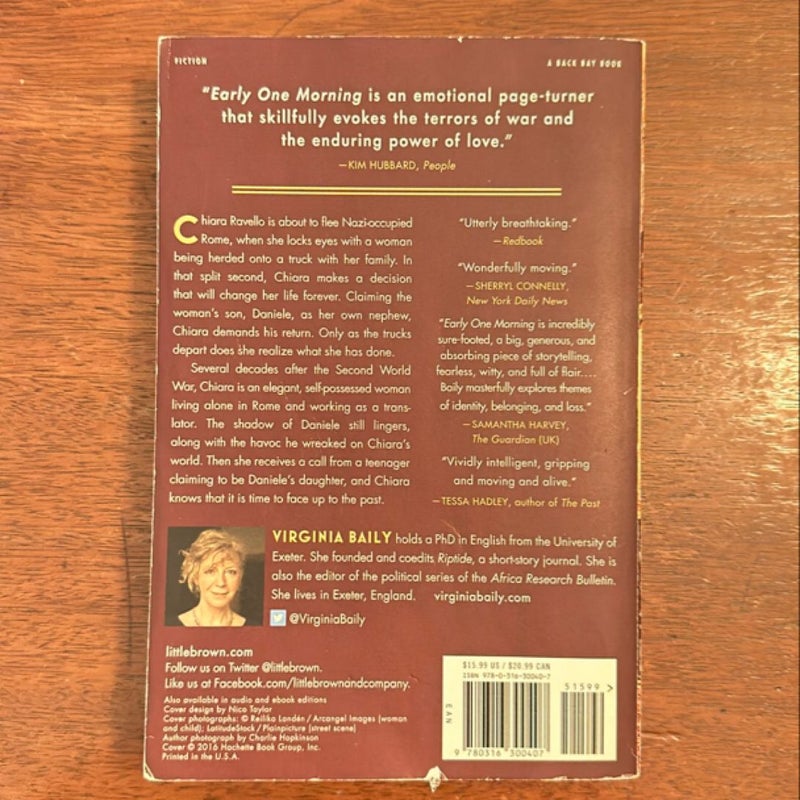 FICTION
A BACK BAY BOOK
"Early One Morning is an emotional page-turner
that skillfully evokes the terrors of war and
the enduring power of love."
—KIM HUBBARD, People
Chiara Ravello is about to flee Nazi-occupied
Rome, when she locks eyes with a woman
being herded onto a truck with her family. In
that split second, Chiara makes a decision
that will change her life forever. Claiming the
woman's son, Daniele, as her own nephew,
Chiara demands his return. Only as the trucks
depart does she realize what she has done.
Several decades after the Second World
War, Chiara is an elegant, self-possessed woman
living alone in Rome and working as a trans-
lator. The shadow of Daniele still lingers,
along with the havoc he wreaked on Chiara's
world. Then she receives a call from a teenager
claiming to be Daniele's daughter, and Chiara
knows that it is time to face up to the past.
"Utterly breathtaking."
—Redbook
"Wonderfully moving."
—SHERRYL CONNELLY,
New York Daily News
"Early One Morning is incredibly
sure-footed, a big, generous, and
absorbing piece of storytelling,
fearless, witty, and full of flair....
Baily masterfully explores themes
of identity, belonging, and loss."
—SAMANTHA HARVEY,
The Guardian (UK)
"Vividly intelligent, gripping
and moving and alive."
—TESSA HADLEY, author of The Past
VIRGINIA BAILY holds a PhD in English from the University of
Exeter. She founded and coedits Riptide, a short-story journal. She is
also the editor of the political series of the Africa Research Bulletin.
She lives in Exeter, England. virginiabaily.com
@VirginiaBaily
littlebrown.com
Follow us on Twitter @littlebrown.
Like us at Facebook.com/littlebrownandcompany.
Also available in audio and ebook editions
Cover design by Nico Taylor
Cover photographs: © Reilika Landén / Arcangel Images (woman
and child); LatitudeStock / Plainpicture (street scene)
Author photograph by Charlie Hopkinson
Cover © 2016 Hachette Book Group, Inc.
Printed in the U.S.A.
$15.99 US / $20.99 CAN
ISBN 978-0-316-30040-7
51599
EAN
9 780316 300407